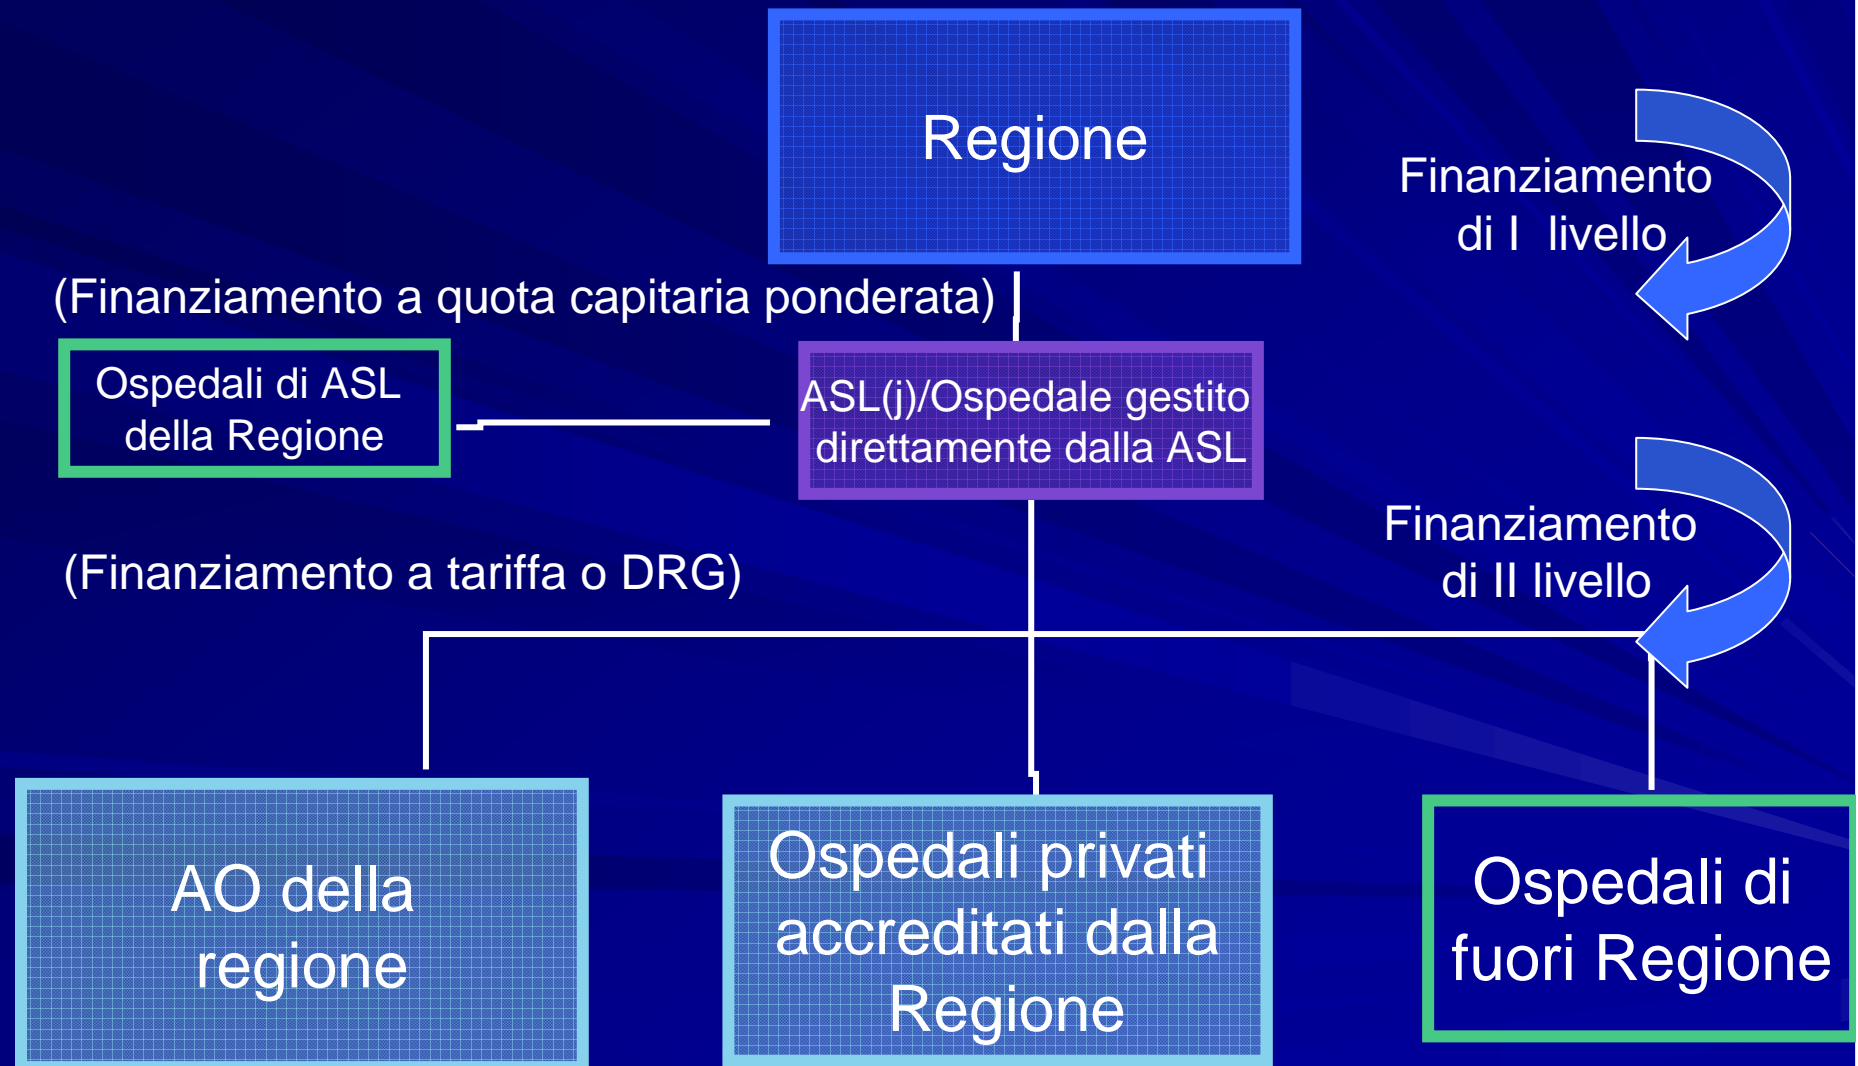 Regione
Finanziamento
di I livello
(Finanziamento a quota capitaria ponderata)
Ospedali di ASL
della Regione
ASL(j)/Ospedale gestito
direttamente dalla ASL
Finanziamento
di II livello
(Finanziamento a tariffa o DRG)
AO della
regione
Ospedali privati
accreditati dalla
Regione
Ospedali di
fuori Regione